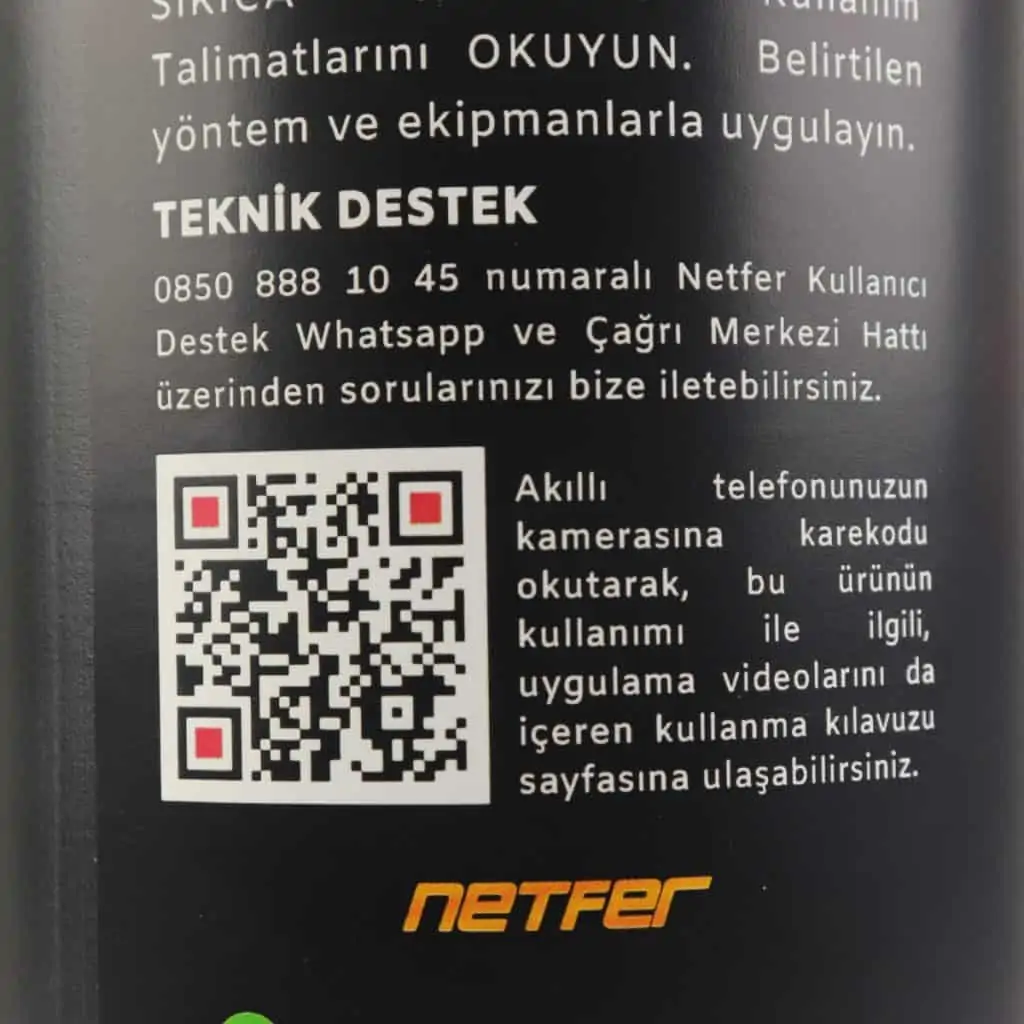 SIKICA Kullanım
Talimatlarını OKUYUN. Belirtilen
yöntem ve ekipmanlarla uygulayın.
TEKNİK DESTEK
0850 888 10 45 numaralı Netfer Kullanıcı
Destek Whatsapp ve Çağrı Merkezi Hattı
üzerinden sorularınızı bize iletebilirsiniz.
Akıllı telefonunuzun
kamerasına karekodu
okutarak, bu ürünün
kullanımı ile ilgili,
uygulama videolarını da
içeren kullanma kılavuzu
sayfasına ulaşabilirsiniz.
NETFER